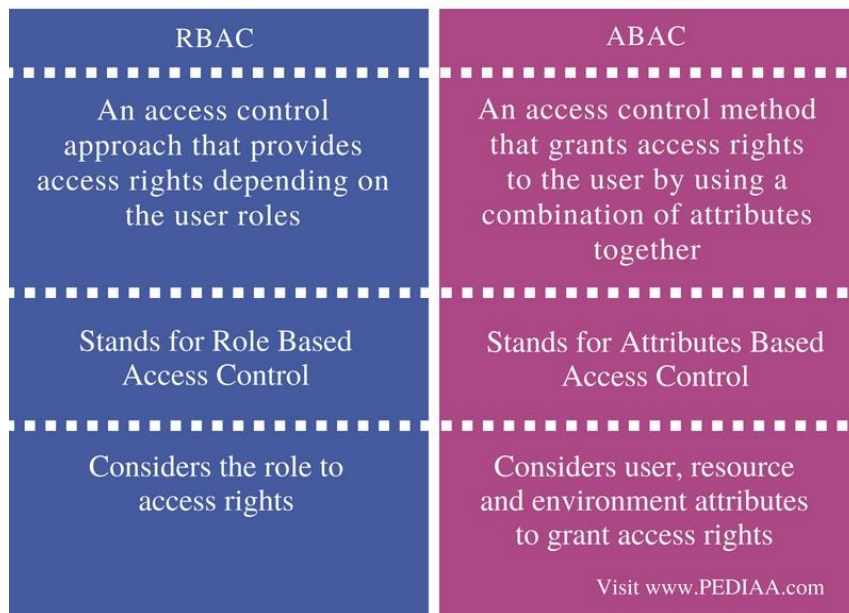 RBAC
An access control
approach that provides
access rights depending on
the user roles
Stands for Role Based
Access Control
Considers the role to
access rights
ABAC
An access control method
that grants access rights
to the user by using a
combination of attributes
together
Stands for Attributes Based
Access Control
Considers user, resource
and environment attributes
to grant access rights
Visit www.PEDIAA.com